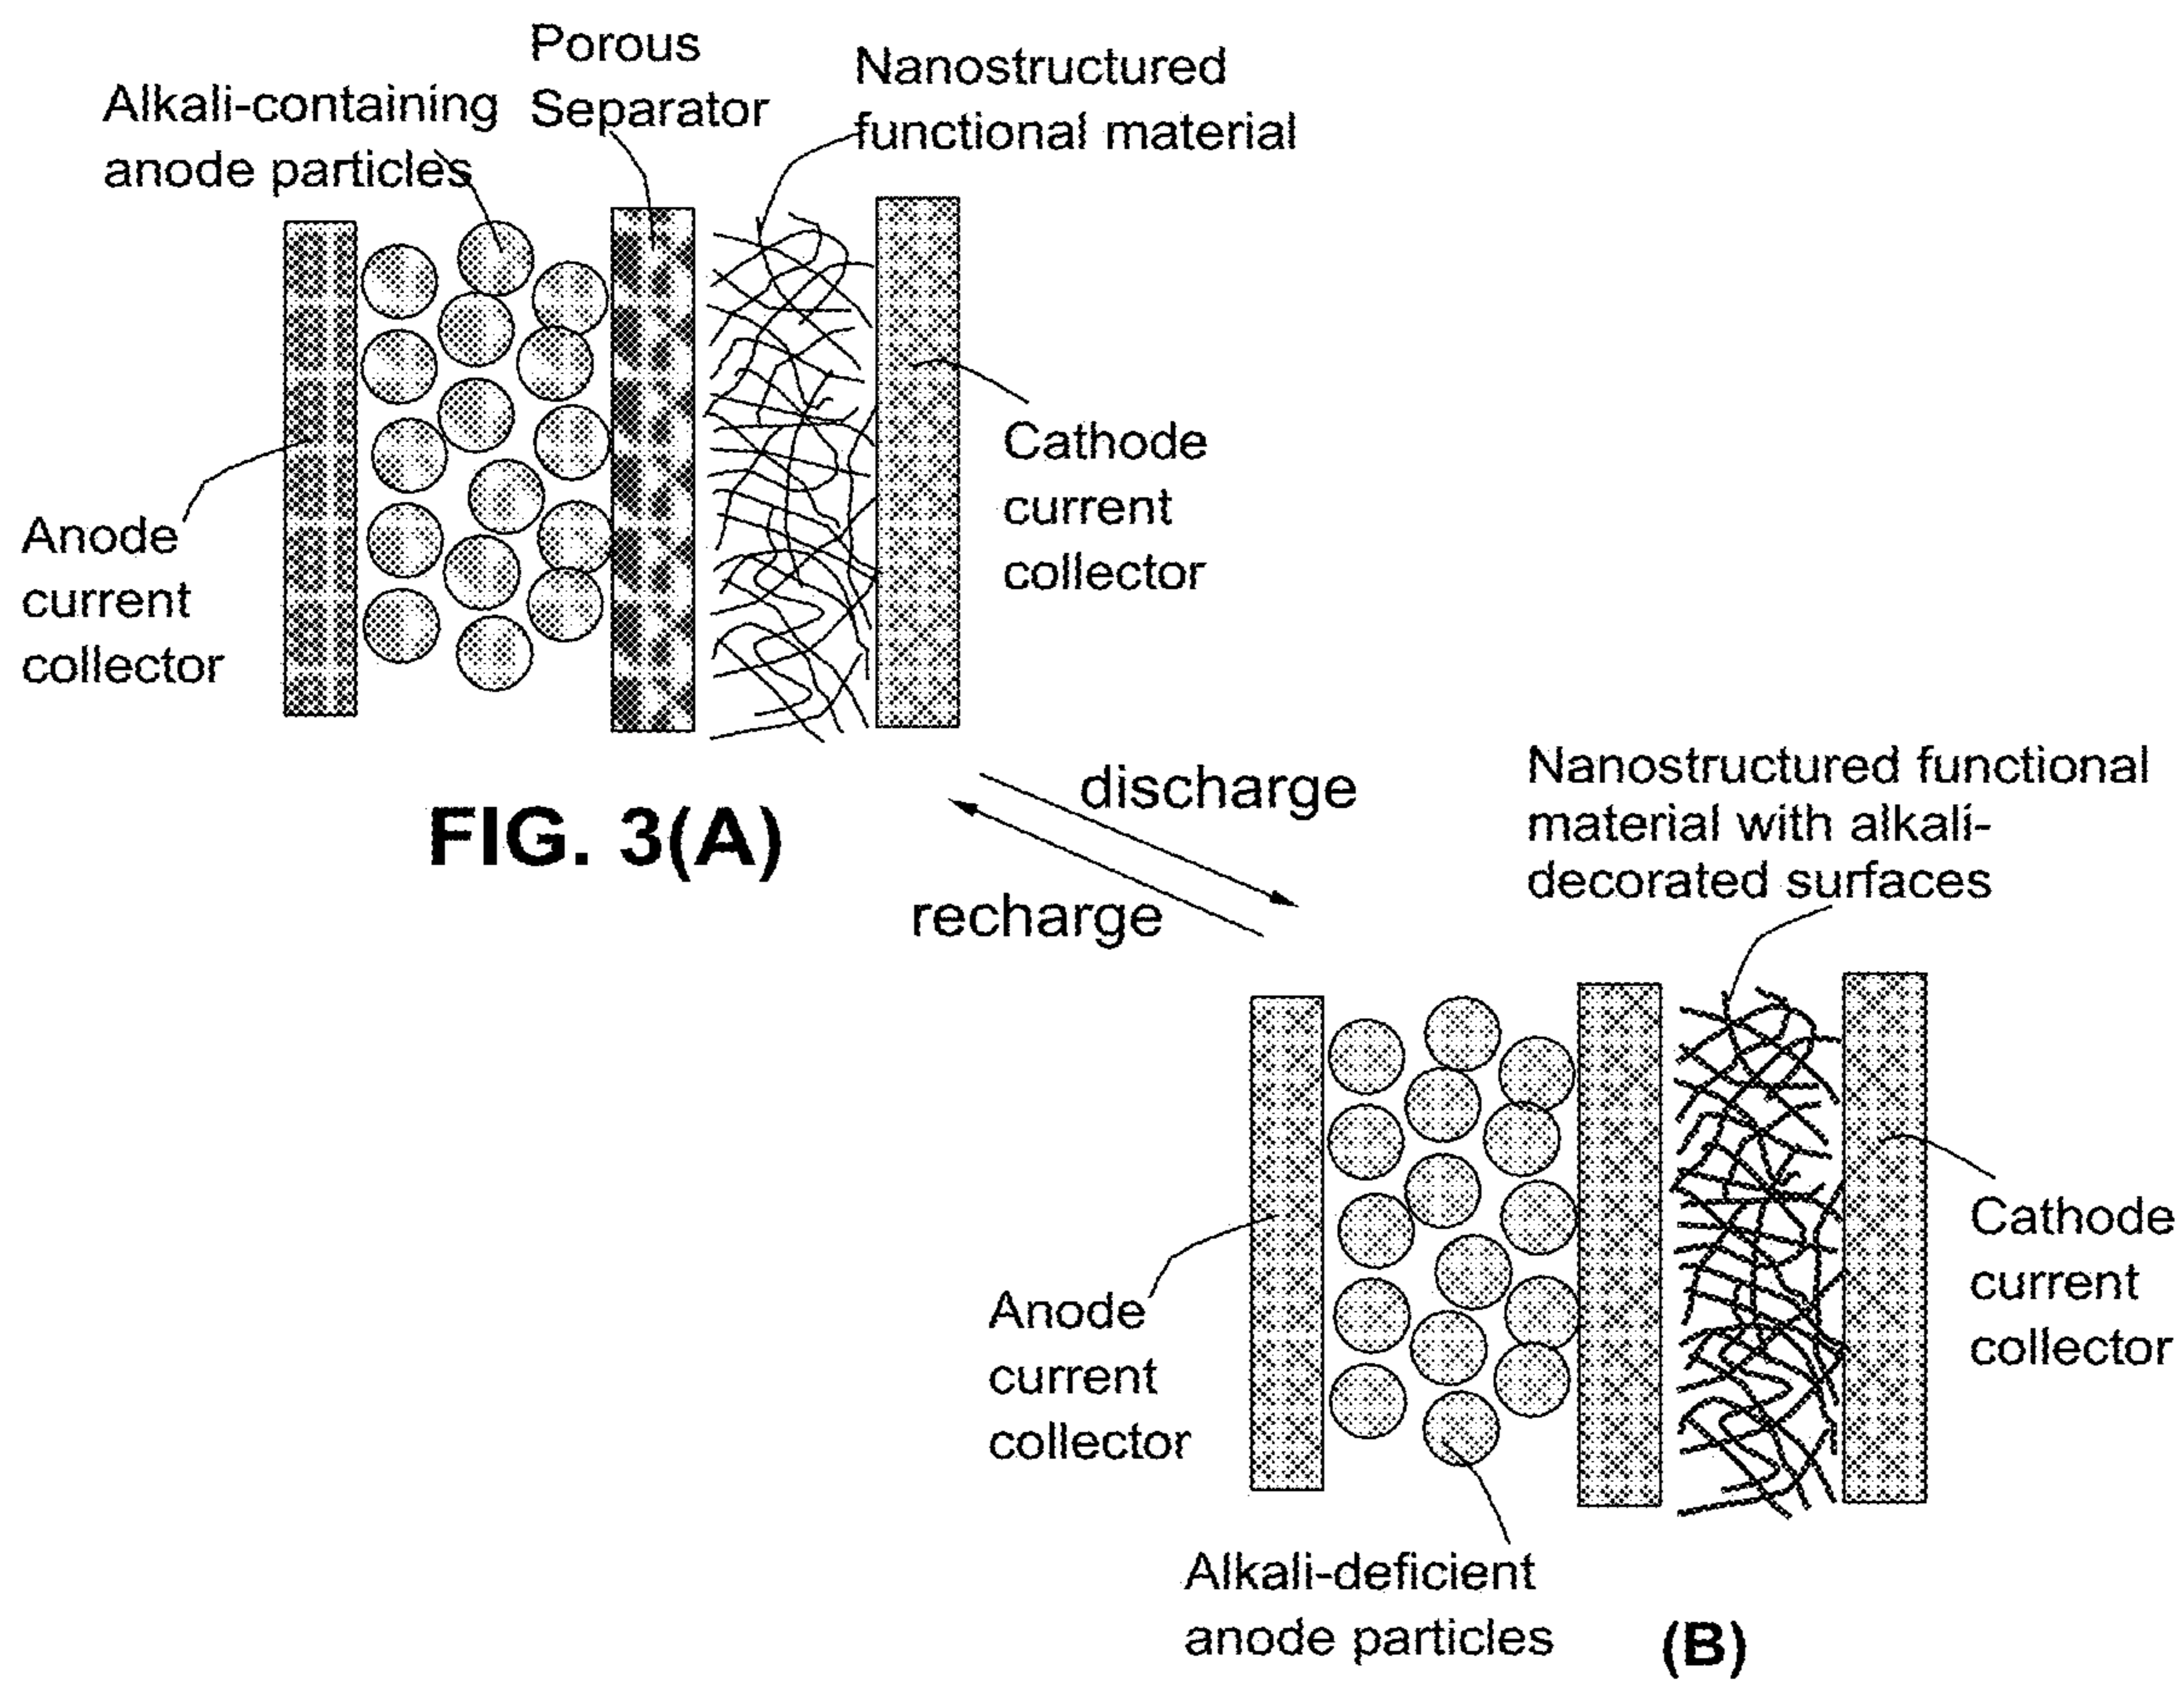 Alkali-containing
anode particles
Porous
Separator
Nanostructured
functional material
Anode
current
collector
Cathode
current
collector
FIG. 3(A)
discharge
recharge
Nanostructured functional
material with alkali-
decorated surfaces
Anode
current
collector
Cathode
current
collector
Alkali-deficient
anode particles
(B)